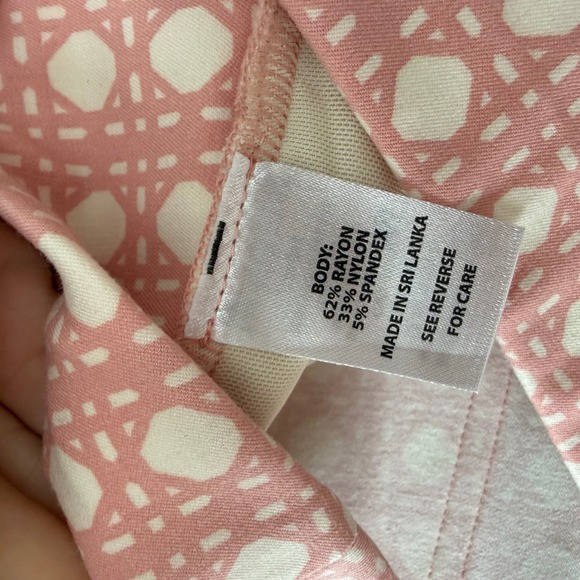 BODY:
62% RAYON
33% NYLON
5% SPANDEX
MADE IN SRI LANKA
SEE REVERSE
FOR CARE